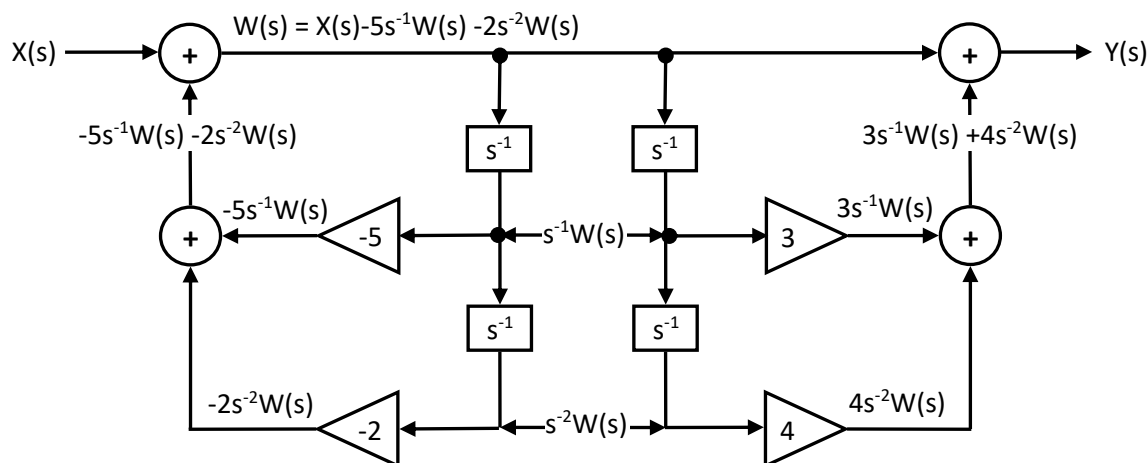 W(s) = X(s)-5s⁻¹W(s) -2s⁻²W(s)
X(s)
+
+
Y(s)
-5s⁻¹W(s) -2s⁻²W(s)
s⁻¹
s⁻¹
3s⁻¹W(s) +4s⁻²W(s)
-5s⁻¹W(s)
3s⁻¹W(s)
+
-5
s⁻¹W(s)
3
+
s⁻¹
s⁻¹
-2s⁻²W(s)
4s⁻²W(s)
-2
s⁻²W(s)
4